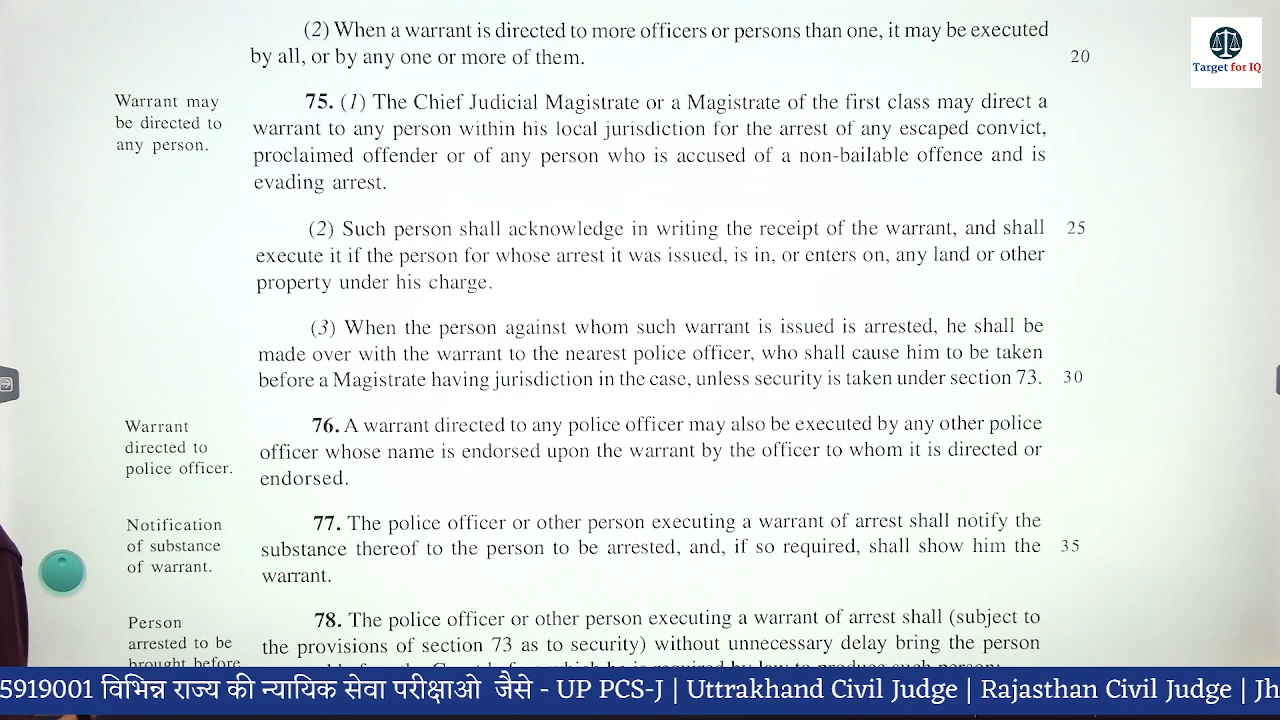 (2) When a warrant is directed to more officers or persons than one, it may be executed
by all, or by any one or more of them.
20
Target for IQ
Warrant may
be directed to
any person.
75. (1) The Chief Judicial Magistrate or a Magistrate of the first class may direct a
warrant to any person within his local jurisdiction for the arrest of any escaped convict,
proclaimed offender or of any person who is accused of a non-bailable offence and is
evading arrest.
(2) Such person shall acknowledge in writing the receipt of the warrant, and shall
25
execute it if the person for whose arrest it was issued, is in, or enters on, any land or other
property under his charge.
(3) When the person against whom such warrant is issued is arrested, he shall be
made over with the warrant to the nearest police officer, who shall cause him to be taken
before a Magistrate having jurisdiction in the case, unless security is taken under section 73.
30
Warrant
directed to
police officer.
76. A warrant directed to any police officer may also be executed by any other police
officer whose name is endorsed upon the warrant by the officer to whom it is directed or
endorsed.
Notification
of substance
of warrant.
77. The police officer or other person executing a warrant of arrest shall notify the
substance thereof to the person to be arrested, and, if so required, shall show him the
35
warrant.
Person
arrested to be
brought before
78. The police officer or other person executing a warrant of arrest shall (subject to
the provisions of section 73 as to security) without unnecessary delay bring the person
5919001 विभिन्न राज्य की न्यायिक सेवा परीक्षाओ जैसे - UP PCS-J | Uttrakhand Civil Judge | Rajasthan Civil Judge | Jh